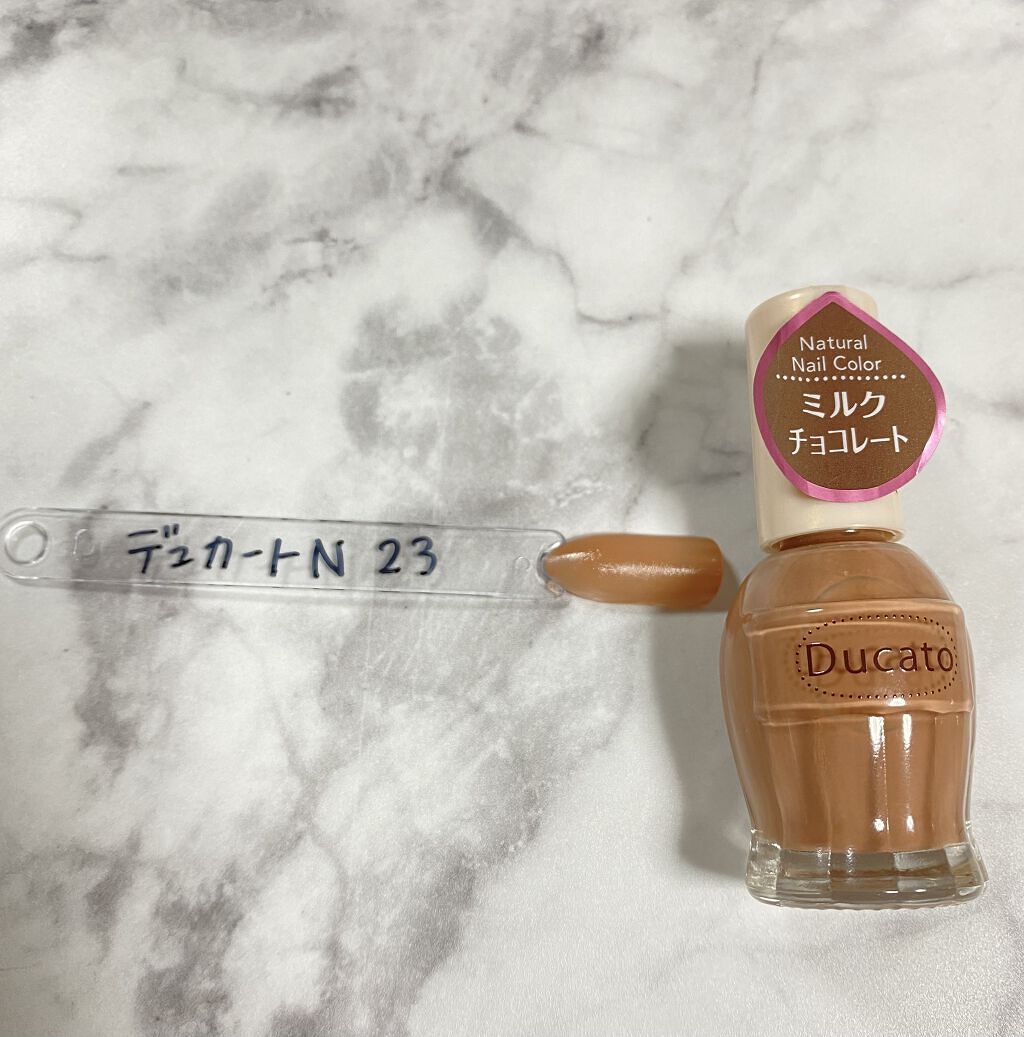 Natural
Nail Color
ミルク
チョコレート
デュカートN 23
Ducato